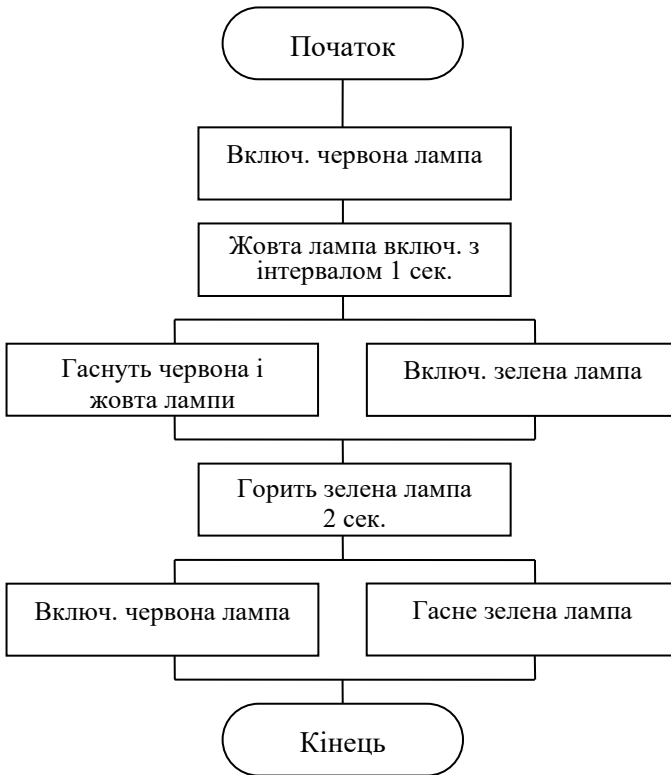 Початок
Включ. червона лампа
Жовта лампа включ. з
інтервалом 1 сек.
Гаснуть червона і
жовта лампи
Включ. зелена лампа
Горить зелена лампа
2 сек.
Включ. червона лампа
Гасне зелена лампа
Кінець